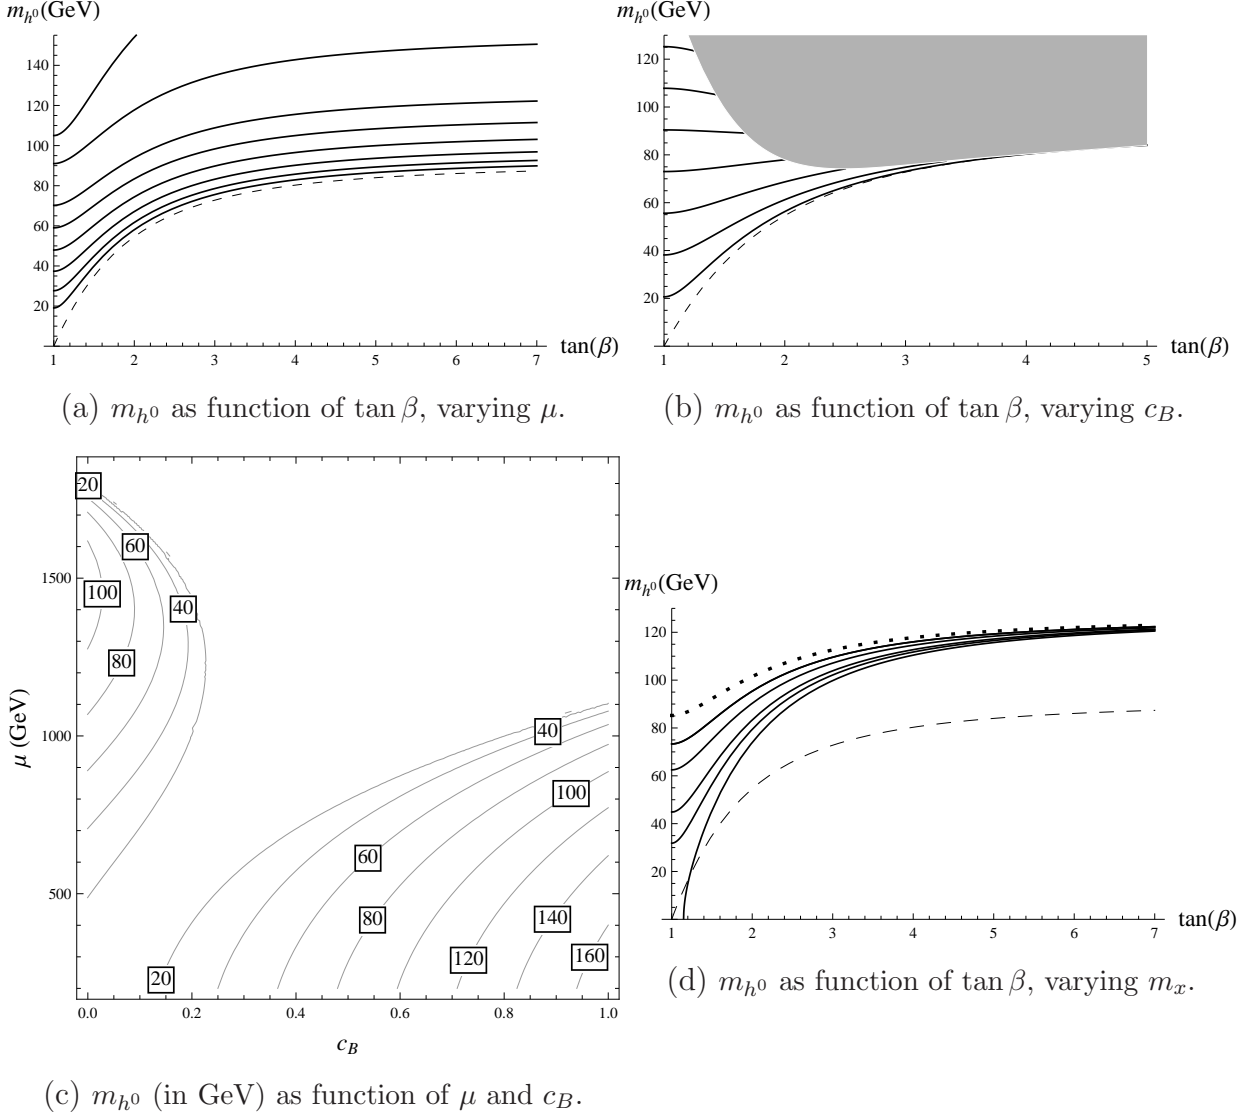 m_{h^0}(GeV)
140
120
100
80
60
40
20
1 2 3 4 5 6 7
tan(β)
(a) m_{h^0} as function of tan β, varying μ.
m_{h^0}(GeV)
120
100
80
60
40
20
1 2 3 4 5
tan(β)
(b) m_{h^0} as function of tan β, varying c_B.
20
60
100
40
80
40
100
60
80
140
120
160
20
1500
1000
500
μ (GeV)
0.0 0.2 0.4 0.6 0.8 1.0
c_B
(c) m_{h^0} (in GeV) as function of μ and c_B.
m_{h^0}(GeV)
120
100
80
60
40
20
1 2 3 4 5 6 7
tan(β)
(d) m_{h^0} as function of tan β, varying m_x.